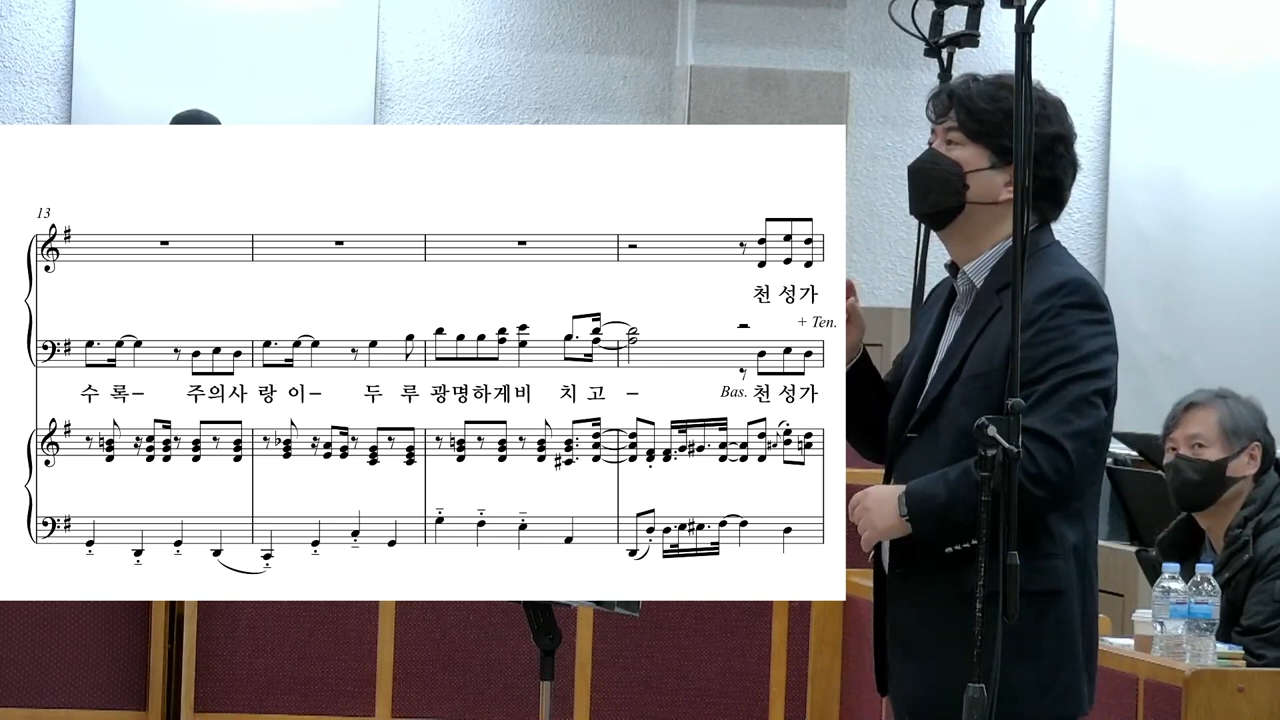 13
천 성가
+ Ten.
수 록– 주의사 랑 이– 두 루 광명하게비 치 고 – Bas. 천 성가